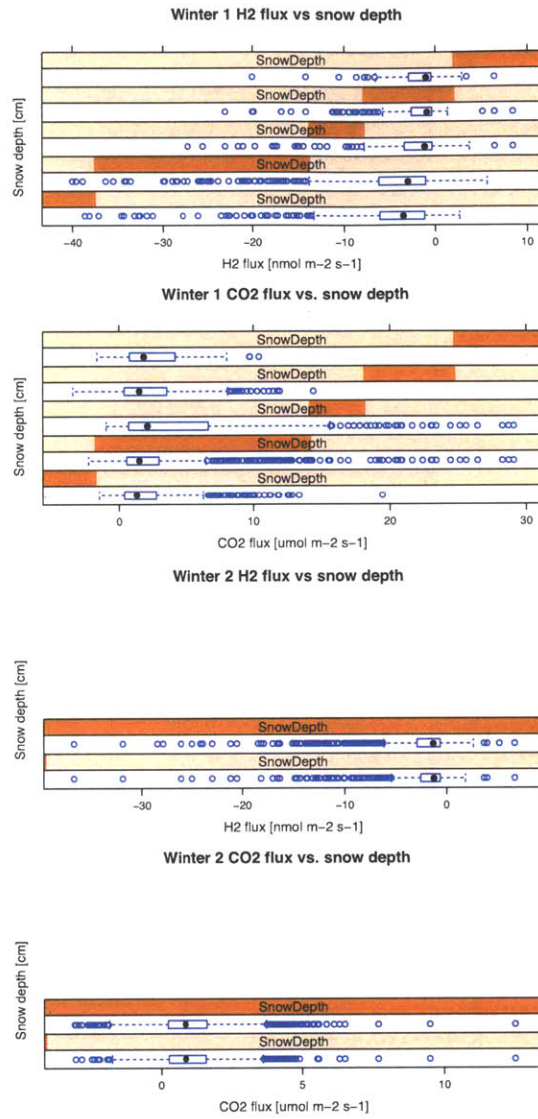 Winter 1 H2 flux vs snow depth
Snow depth [cm]
SnowDepth
SnowDepth
SnowDepth
SnowDepth
SnowDepth
−40 −30 −20 −10 0 10
H2 flux [nmol m−2 s−1]
Winter 1 CO2 flux vs. snow depth
Snow depth [cm]
SnowDepth
SnowDepth
SnowDepth
SnowDepth
SnowDepth
0 10 20 30
CO2 flux [umol m−2 s−1]
Winter 2 H2 flux vs snow depth
Snow depth [cm]
SnowDepth
SnowDepth
−30 −20 −10 0
H2 flux [nmol m−2 s−1]
Winter 2 CO2 flux vs. snow depth
Snow depth [cm]
SnowDepth
SnowDepth
0 5 10
CO2 flux [umol m−2 s−1]